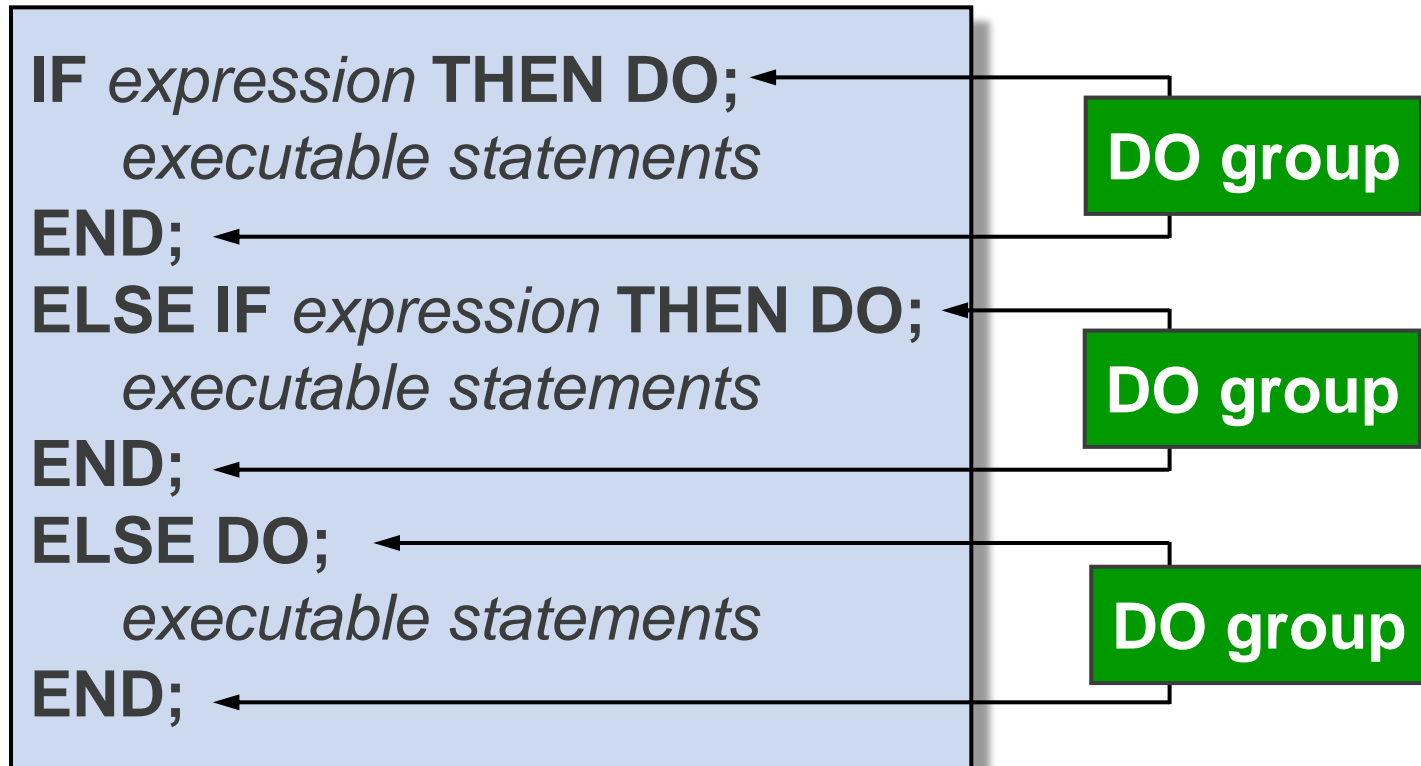 IF expression THEN DO;
executable statements
END;
ELSE IF expression THEN DO;
executable statements
END;
ELSE DO;
executable statements
END;
DO group
DO group
DO group